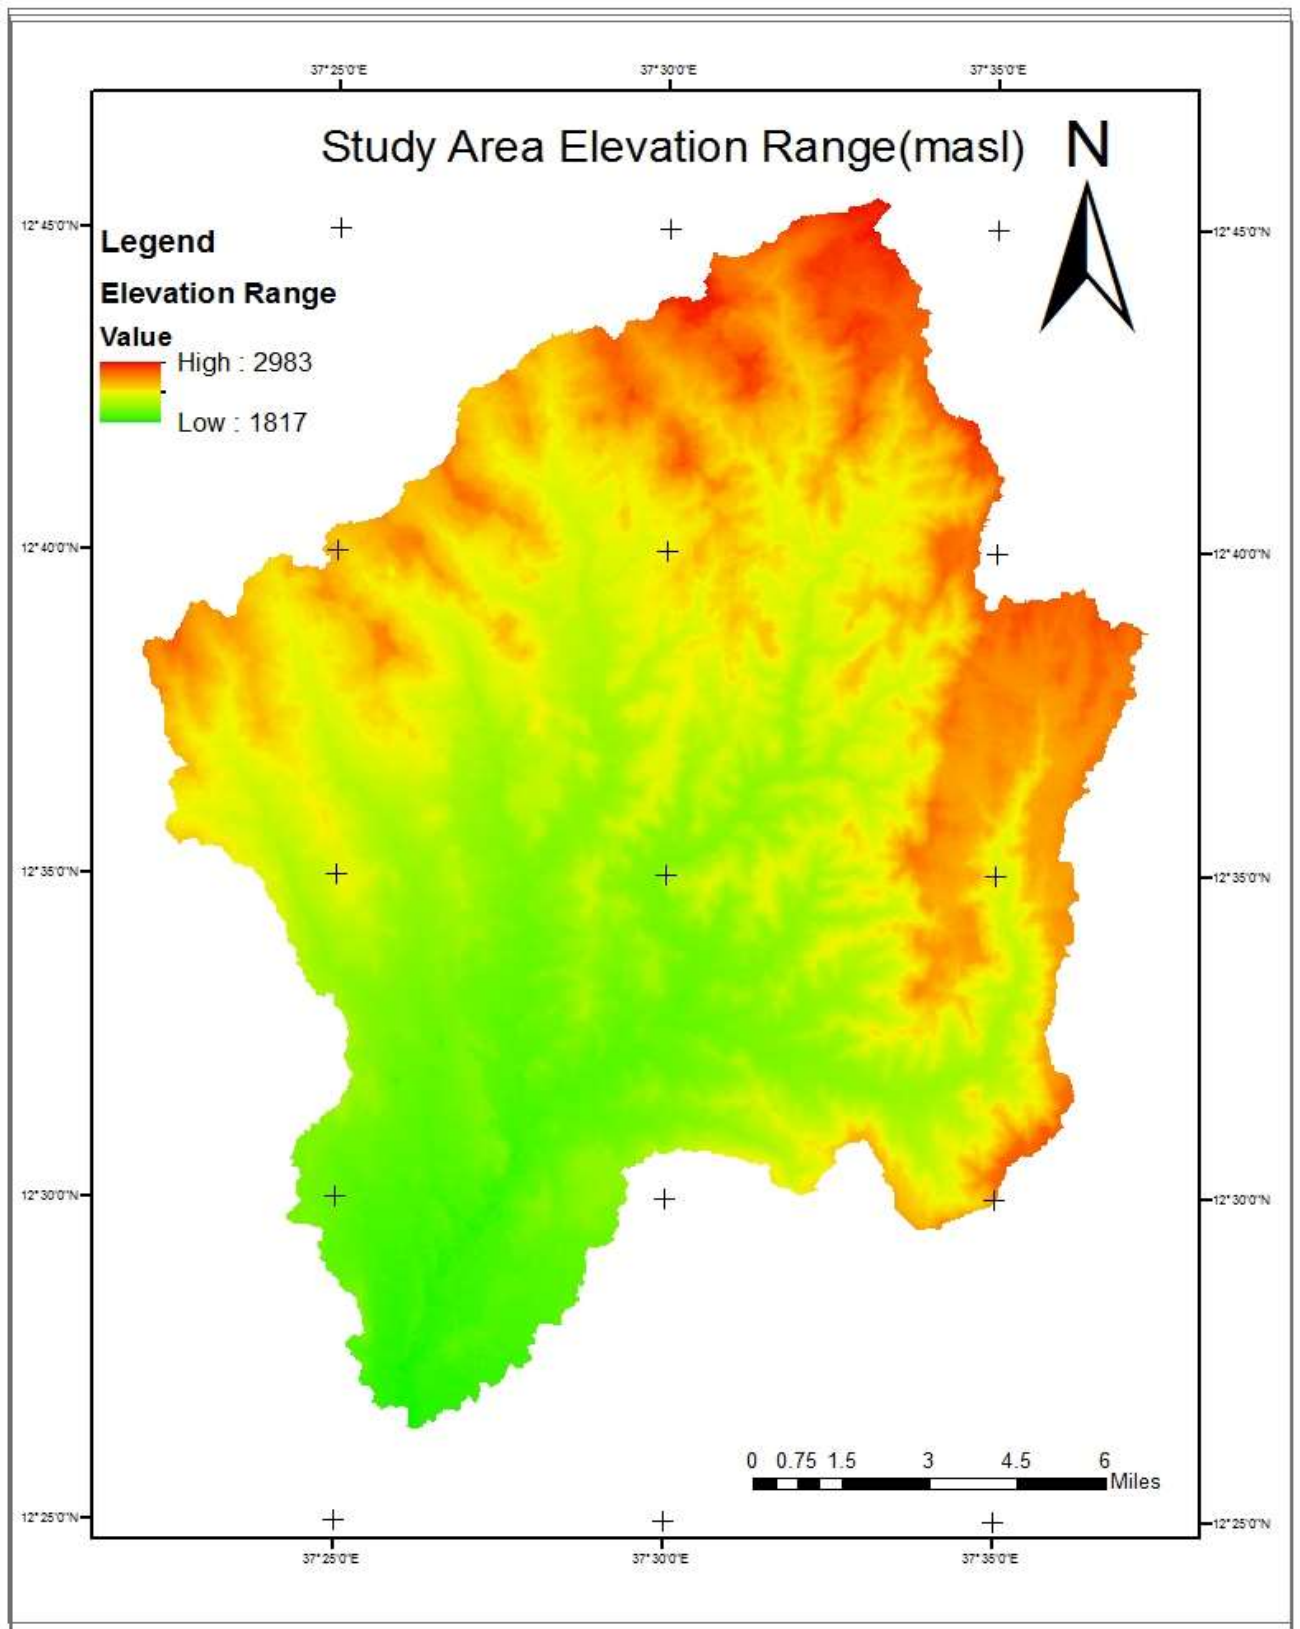 37°25'0"E 37°30'0"E 37°35'0"E
Study Area Elevation Range(masl) N
12°45'0"N 12°45'0"N
Legend
Elevation Range
Value
High : 2983
Low : 1817
12°40'0"N 12°40'0"N
12°35'0"N 12°35'0"N
12°30'0"N 12°30'0"N
0 0.75 1.5 3 4.5 6
Miles
12°25'0"N 12°25'0"N
37°25'0"E 37°30'0"E 37°35'0"E